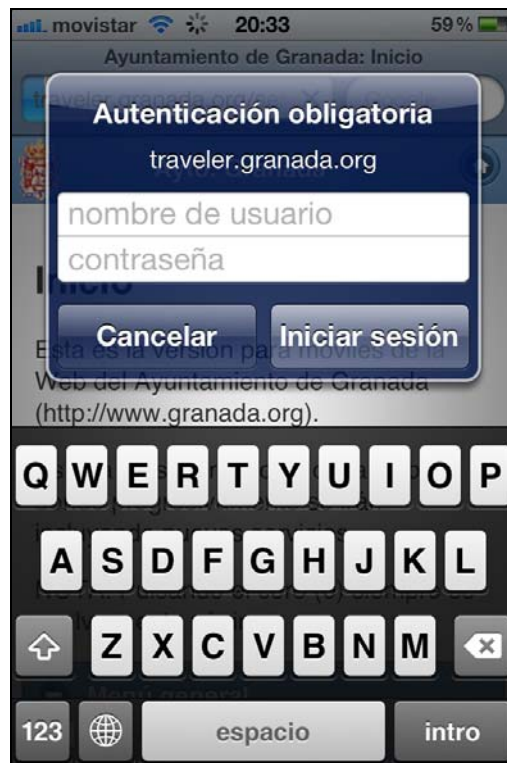 movistar 20:33 59 %
Ayuntamiento de Granada: Inicio
Autenticación obligatoria
traveler.granada.org
nombre de usuario
contraseña
Cancelar Iniciar sesión
Inicio
Esta es la versión para móviles de la
Web del Ayuntamiento de Granada
(http://www.granada.org).
Q W E R T Y U I O P
A S D F G H J K L
Z X C V B N M
Menú general
123 espacio intro